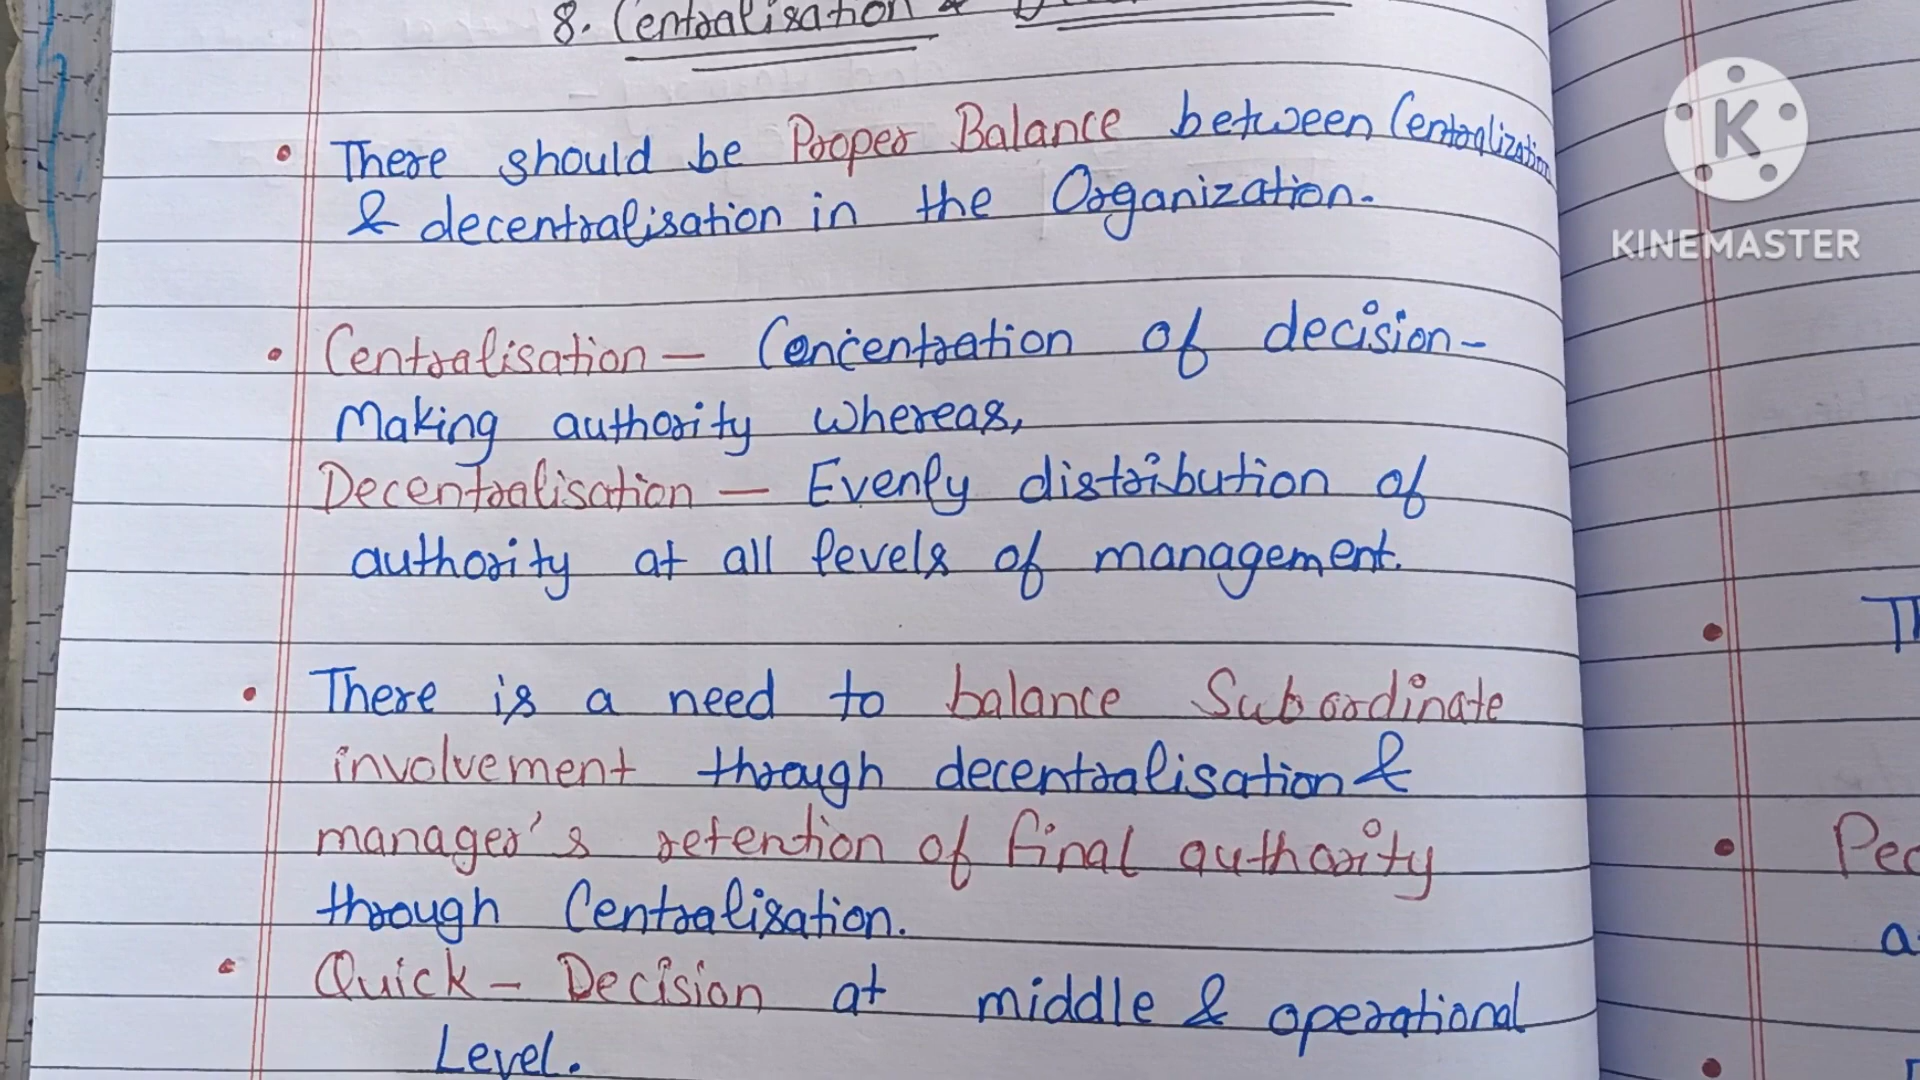 8. Centralisation &
• There should be Proper Balance between Centralization
& decentralisation in the Organization.
• Centralisation — Concentration of decision-
Making authority whereas,
Decentralisation — Evenly distribution of
authority at all levels of management.
• There is a need to balance Subordinate
involvement through decentralisation &
manager's retention of final authority
through Centralisation.
• Quick - Decision at middle & operational
Level.
K
KINEMASTER